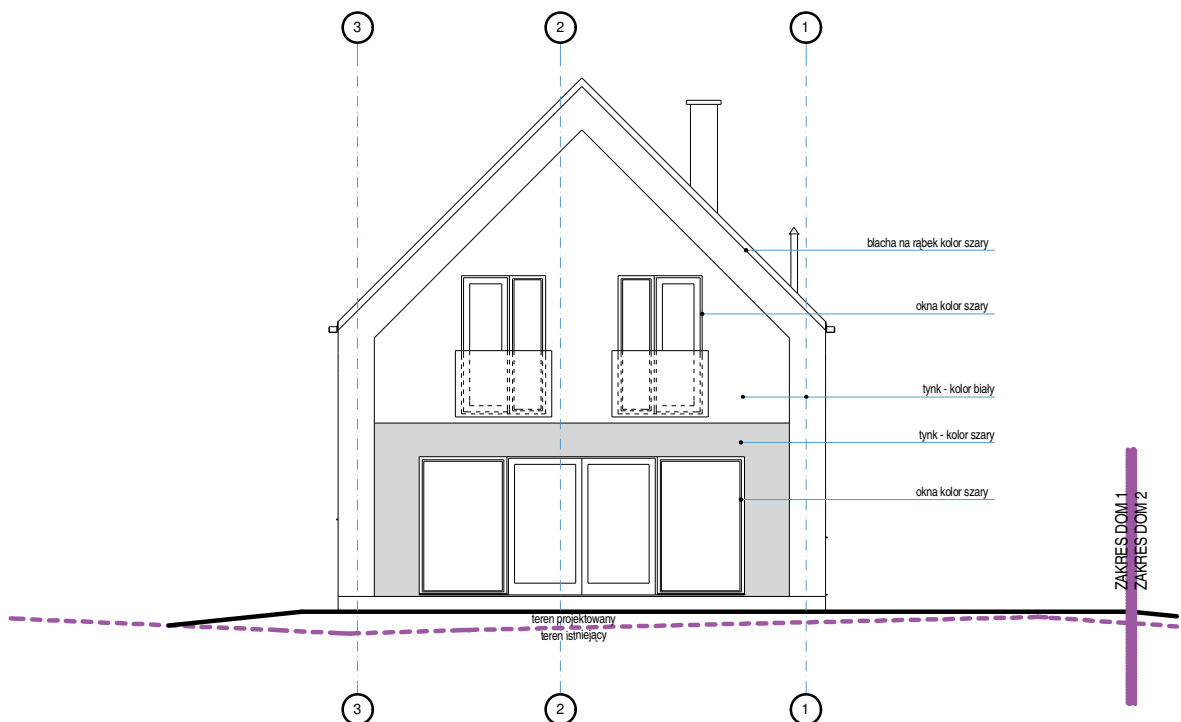 3
2
1
blacha na rąbek kolor szary
okna kolor szary
tynk - kolor biały
tynk - kolor szary
okna kolor szary
ZAKRES DOM 1
ZAKRES DOM 2
teren projektowany
teren istniejący
3
2
1